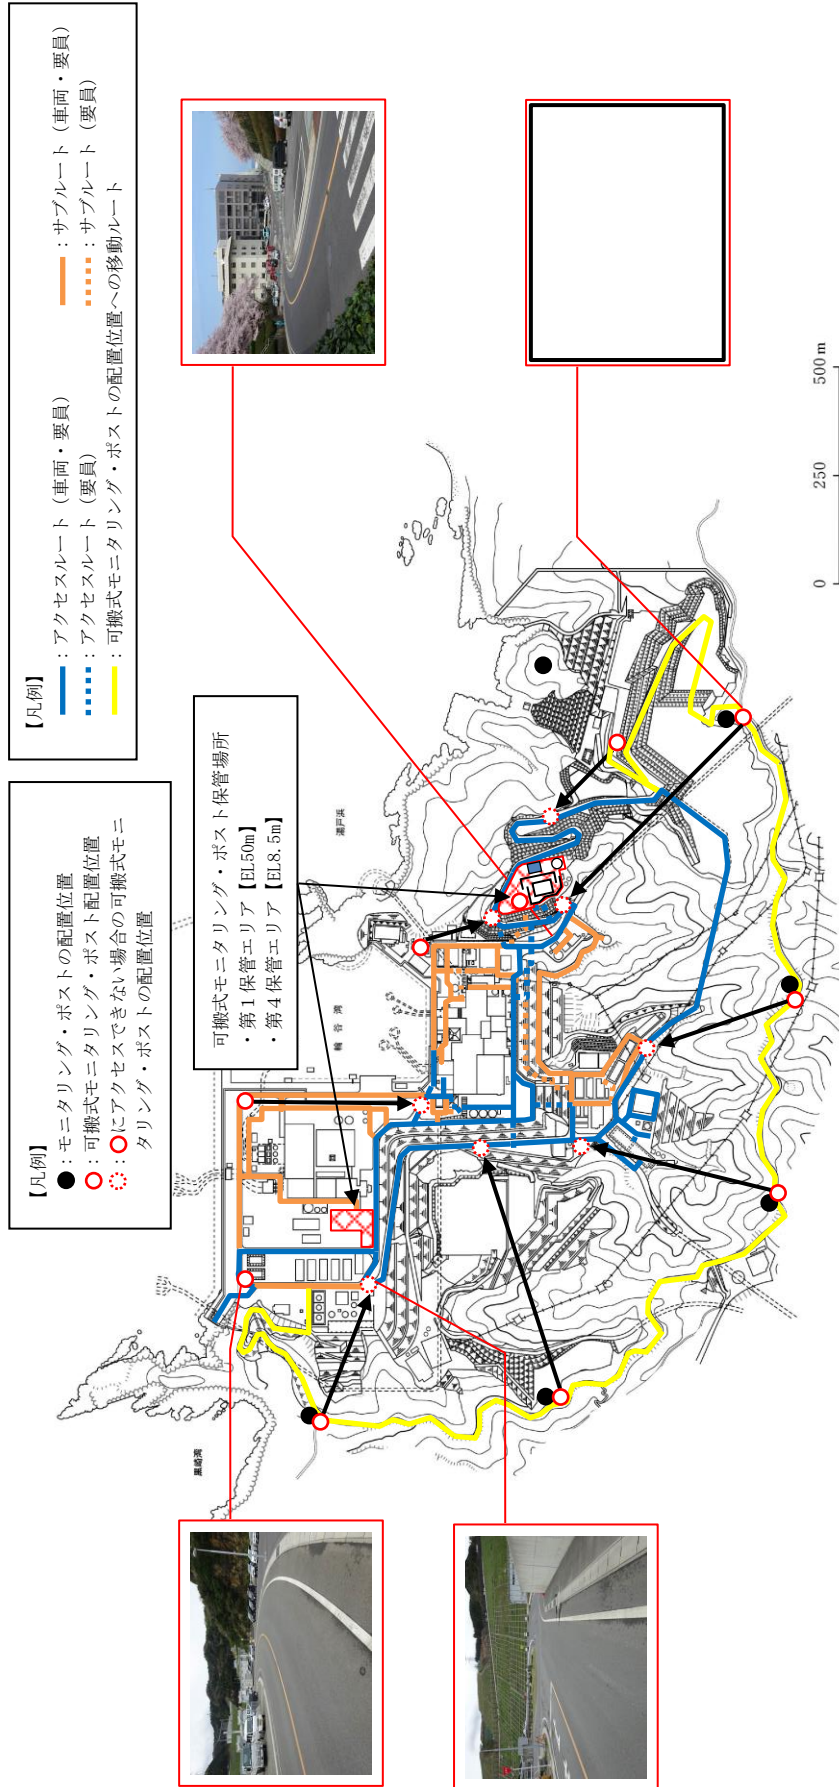 【凡例】
：アクセスルート（車両・要員）
：サブルート（車両・要員）
：アクセスルート（要員）
：サブルート（要員）
：可搬式モニタリング・ポストの配置位置への移動ルート
【凡例】
：モニタリング・ポストの配置位置
：可搬式モニタリング・ポスト配置位置
：〇にアクセスできない場合の可搬式モニ
タリング・ポストの配置位置
可搬式モニタリング・ポスト保管場所
・第1保管エリア【EL50m】
・第4保管エリア【EL8.5m】
輪谷湾
0 250 500m